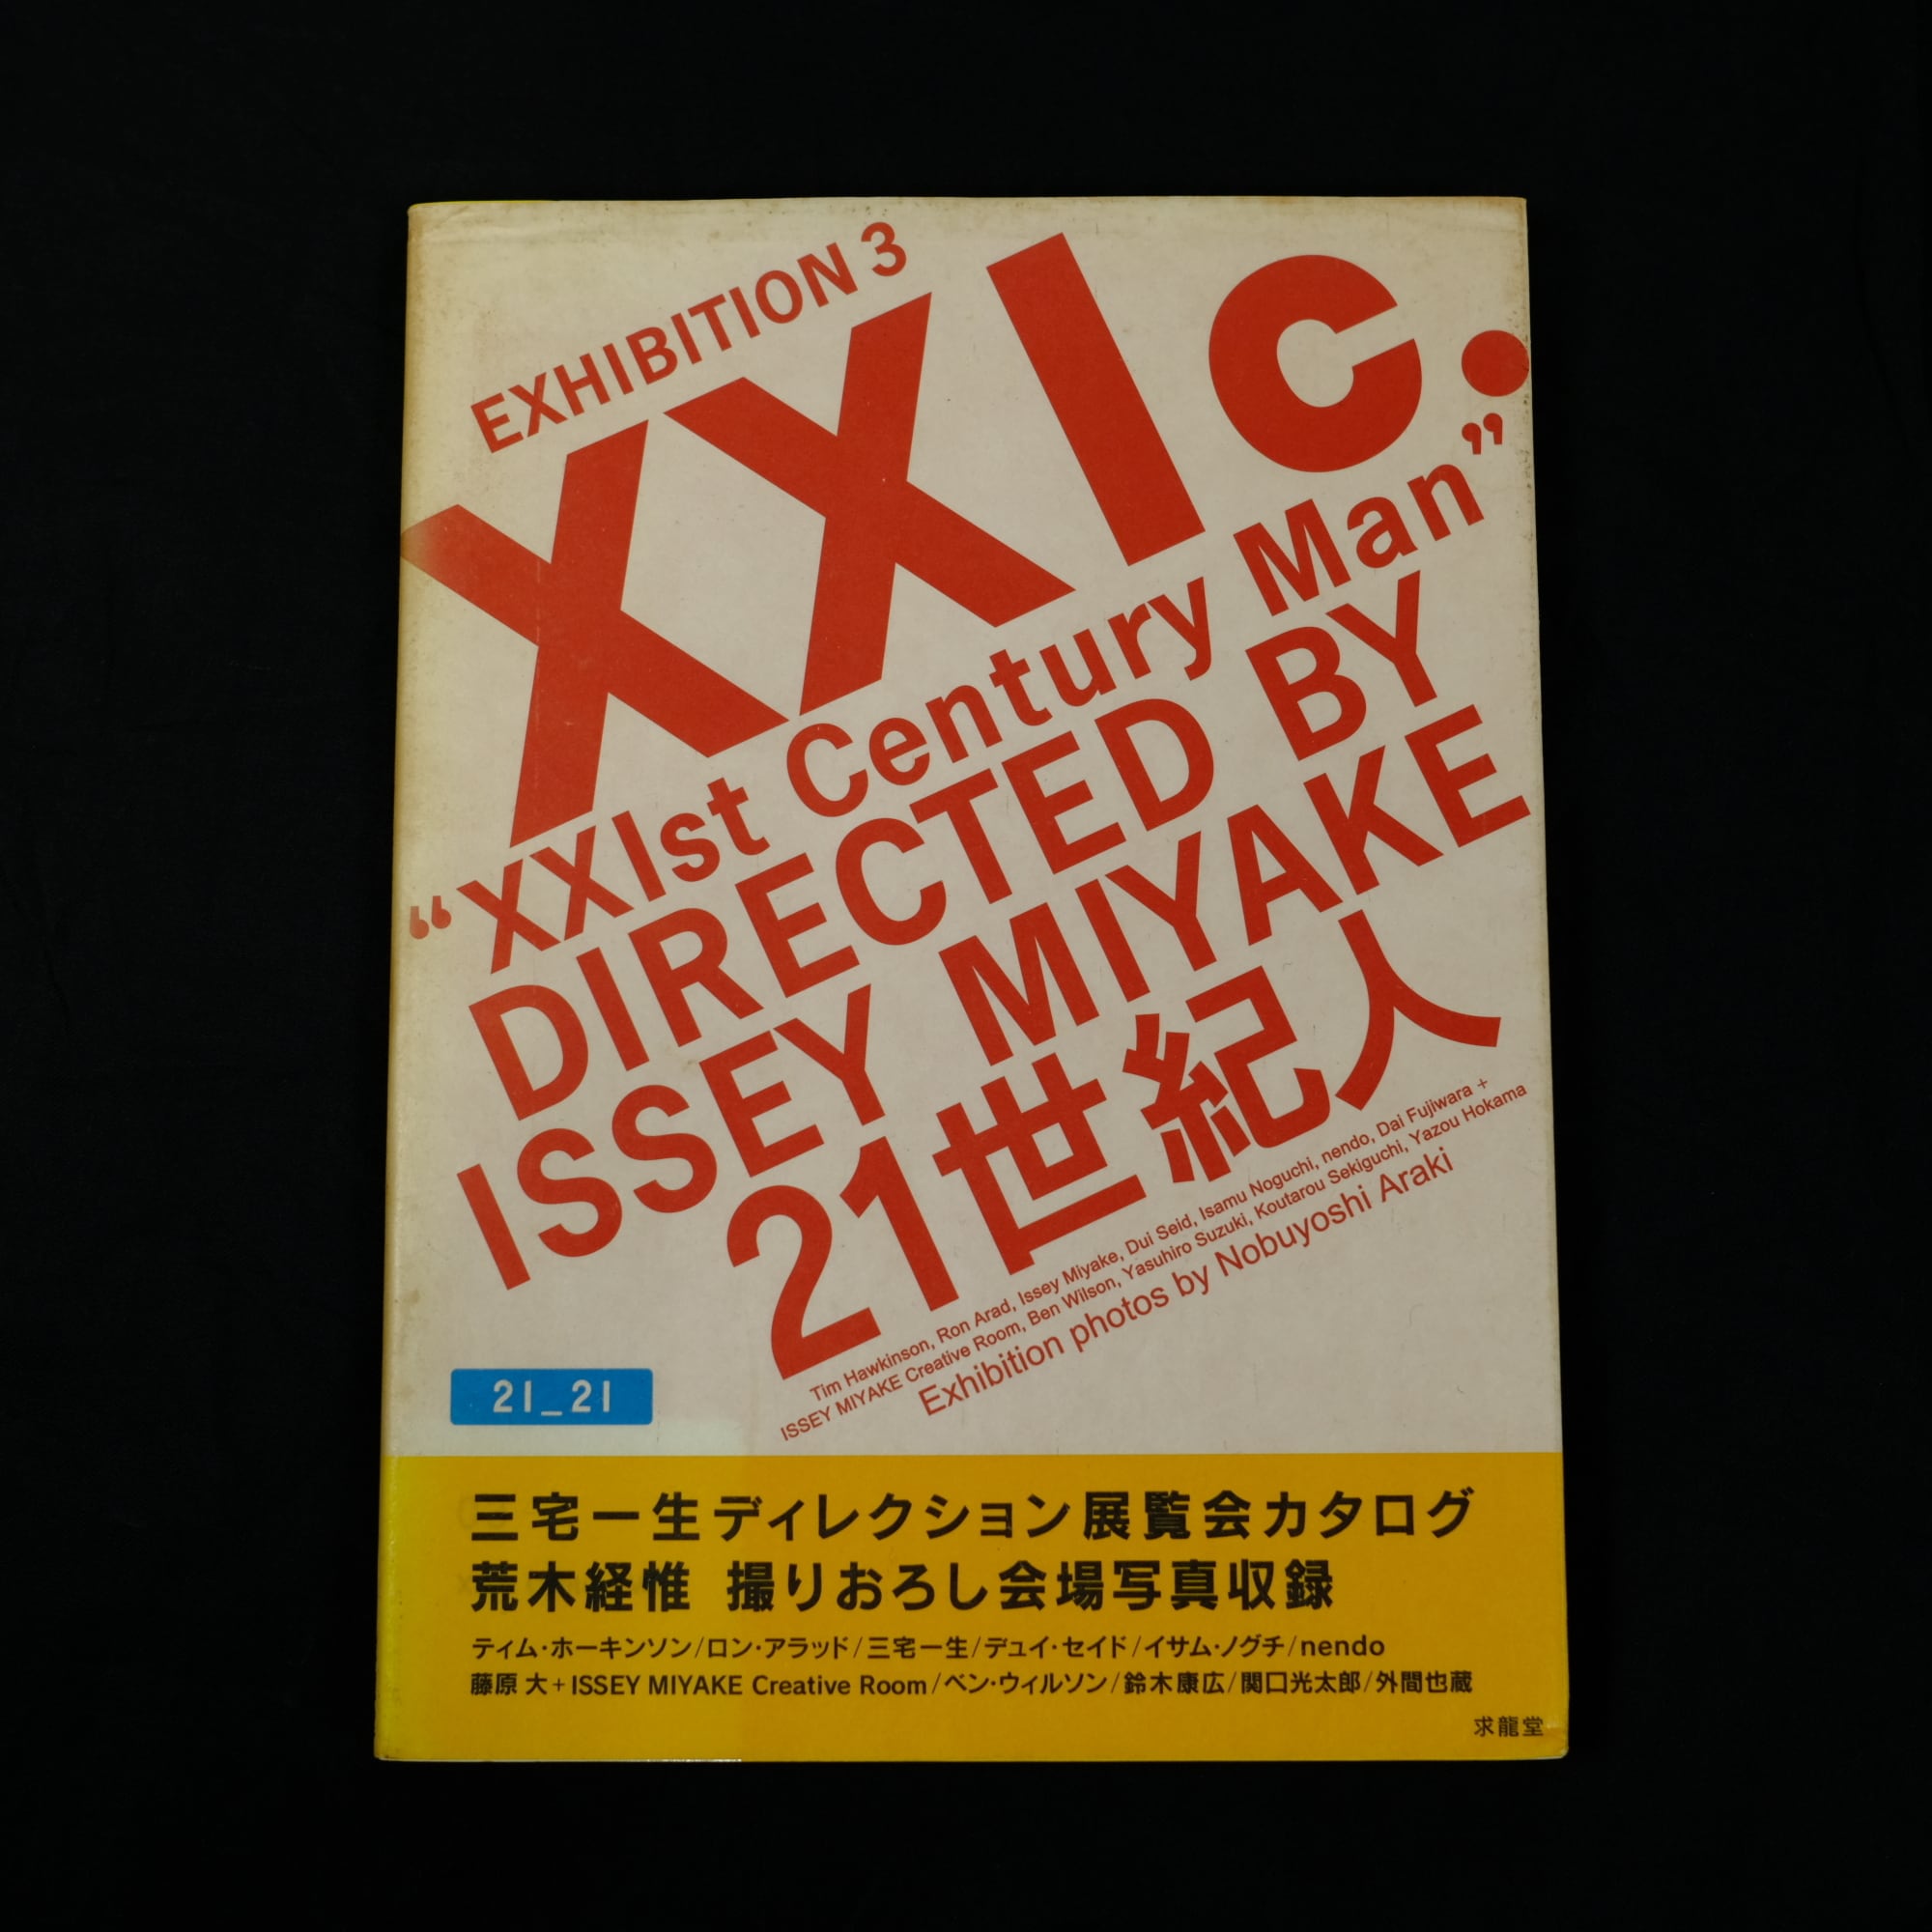 EXHIBITION 3
XXIc.
“XXIst Century Man”
DIRECTED BY
ISSEY MIYAKE
21世紀人
Tim Hawkinson, Ron Arad, Issey Miyake, Dui Seid, Isamu Noguchi, nendo, Dai Fujiwara +
ISSEY MIYAKE Creative Room, Ben Wilson, Yasuhiro Suzuki, Koutarou Sekiguchi, Yazou Hokama
Exhibition photos by Nobuyoshi Araki
21_21
三宅一生ディレクション展覧会カタログ
荒木経惟 撮りおろし会場写真収録
ティム・ホーキンソン/ロン・アラッド/三宅一生/デュイ・セイド/イサム・ノグチ/nendo
藤原 大+ISSEY MIYAKE Creative Room/ベン・ウィルソン/鈴木康広/関口光太郎/外間也蔵
求龍堂